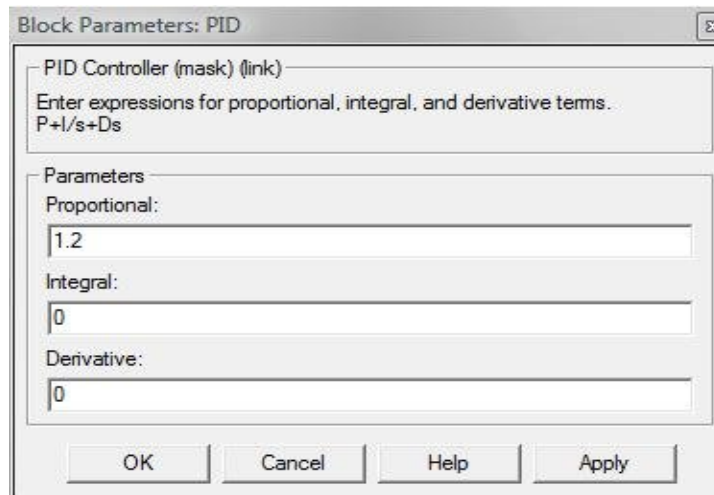 Block Parameters: PID
PID Controller (mask) (link)
Enter expressions for proportional, integral, and derivative terms.
P+I/s+Ds
Parameters
Proportional:
1.2
Integral:
0
Derivative:
0
OK Cancel Help Apply